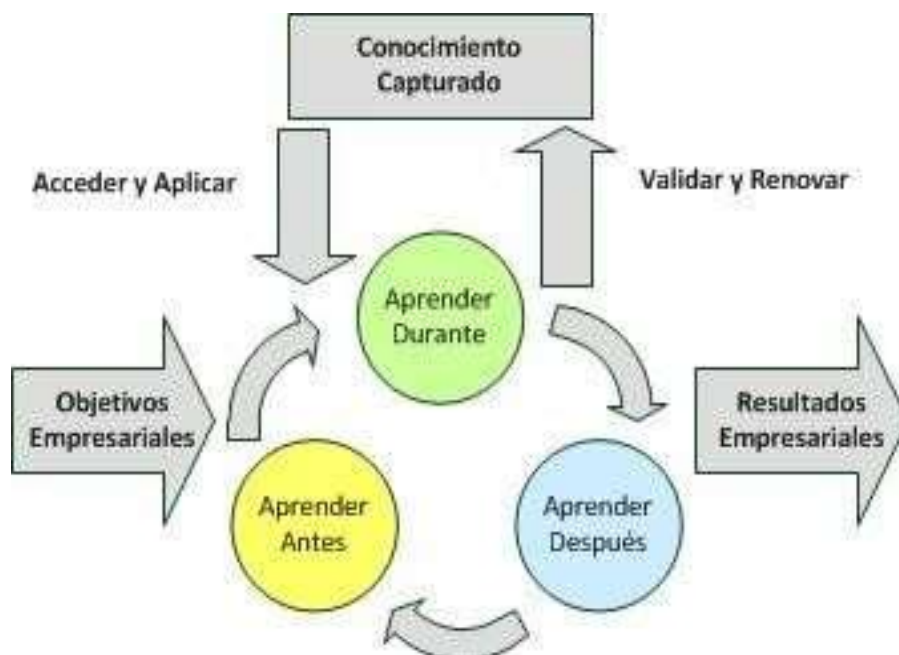 Conocimiento
Capturado
Acceder y Aplicar
Validar y Renovar
Aprender
Durante
Objetivos
Empresariales
Resultados
Empresariales
Aprender
Antes
Aprender
Después